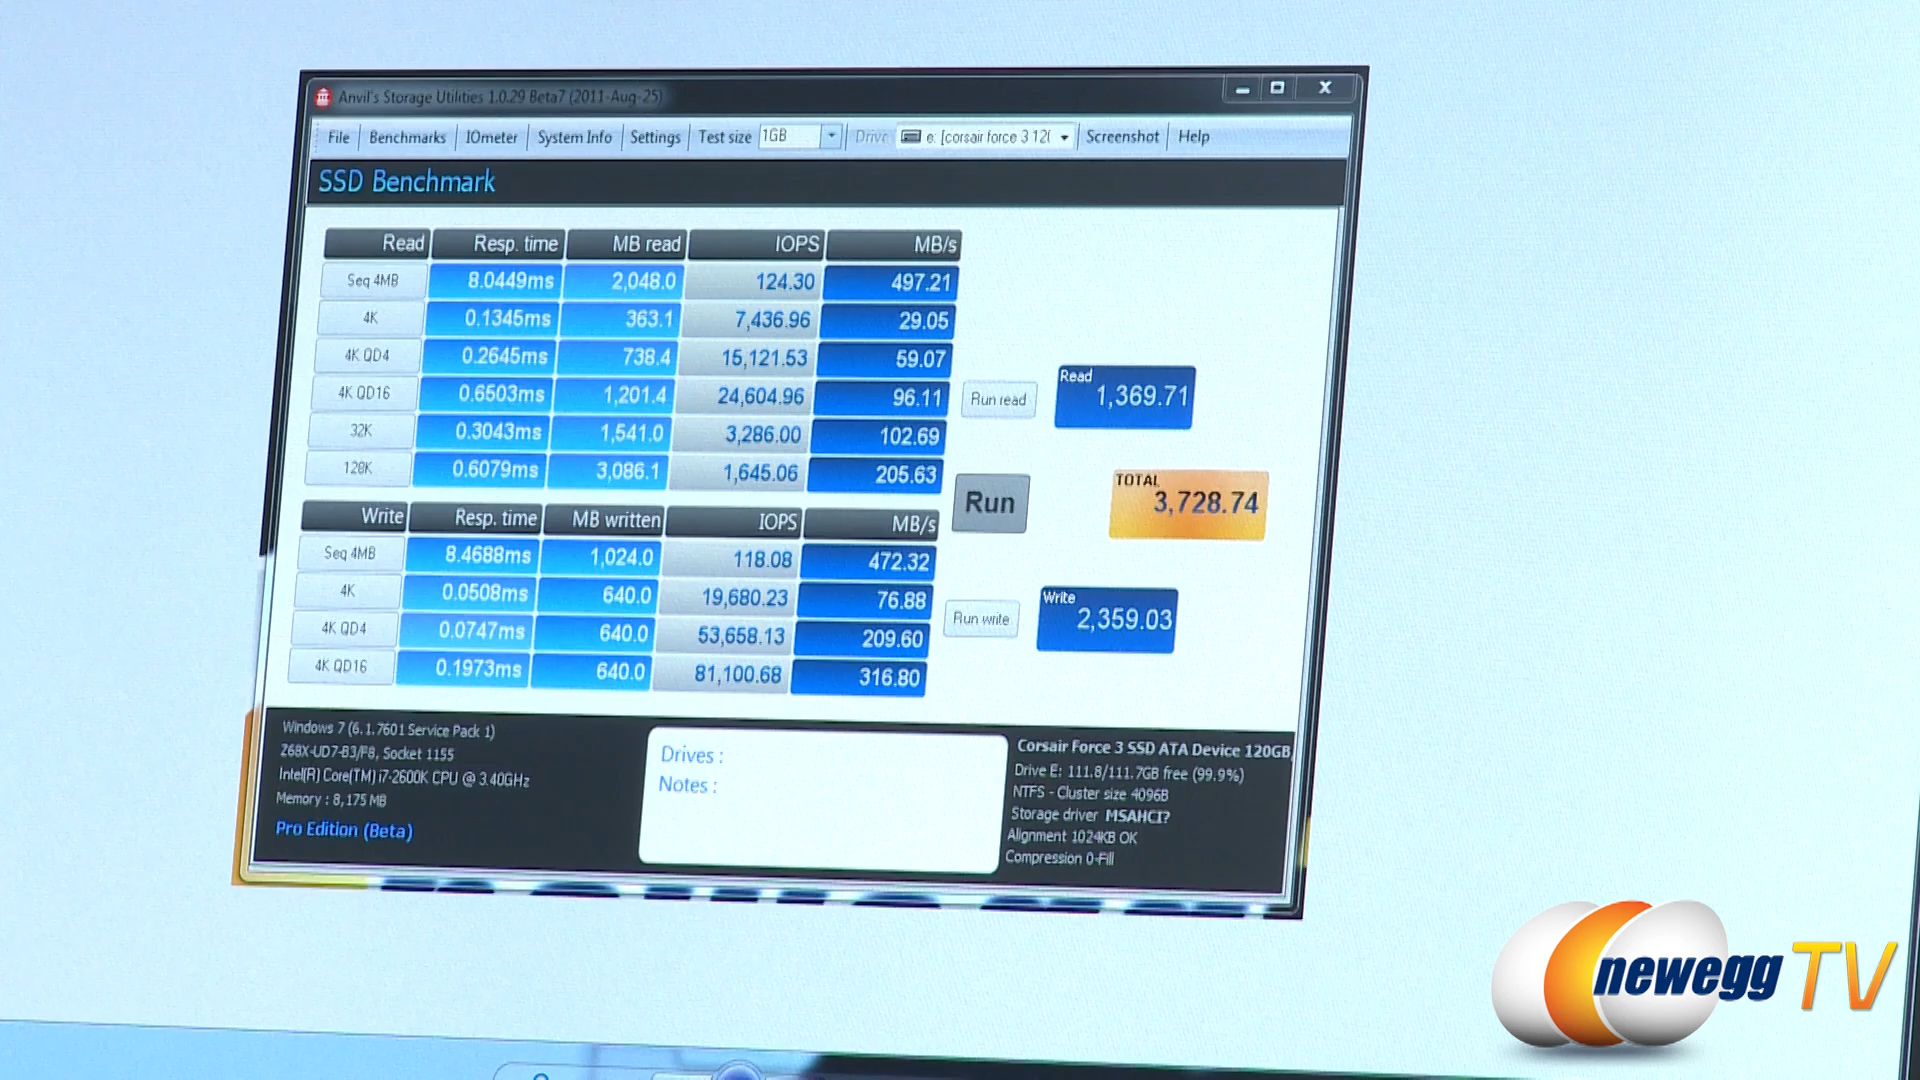 Anvil's Storage Utilities 1.0.29 Beta7 (2011-Aug-25)
File Benchmarks IOmeter System Info Settings Test size 1GB Drive e: [corsair force 3 12( Screenshot Help
SSD Benchmark
Read Resp. time MB read IOPS MB/s
Seq 4MB 8.0449ms 2,048.0 124.30 497.21
4K 0.1345ms 363.1 7,436.96 29.05
4K QD4 0.2645ms 738.4 15,121.53 59.07
4K QD16 0.6503ms 1,201.4 24,604.96 96.11
32K 0.3043ms 1,541.0 3,286.00 102.69
128K 0.6079ms 3,086.1 1,645.06 205.63
Run read
Read
1,369.71
Run
TOTAL
3,728.74
Write Resp. time MB written IOPS MB/s
Seq 4MB 8.4688ms 1,024.0 118.08 472.32
4K 0.0508ms 640.0 19,680.23 76.88
4K QD4 0.0747ms 640.0 53,658.13 209.60
4K QD16 0.1973ms 640.0 81,100.68 316.80
Run write
Write
2,359.03
Windows 7 (6.1.7601 Service Pack 1)
Z68X-UD7-B3/F8, Socket 1155
Intel(R) Core(TM) i7-2600K CPU @ 3.40GHz
Memory : 8,175 MB
Pro Edition (Beta)
Drives :
Notes :
Corsair Force 3 SSD ATA Device 120GB
Drive E: 111.8/111.7GB free (99.9%)
NTFS - Cluster size 4096B
Storage driver MSAHCI?
Alignment 1024KB OK
Compression 0-Fill
newegg TV